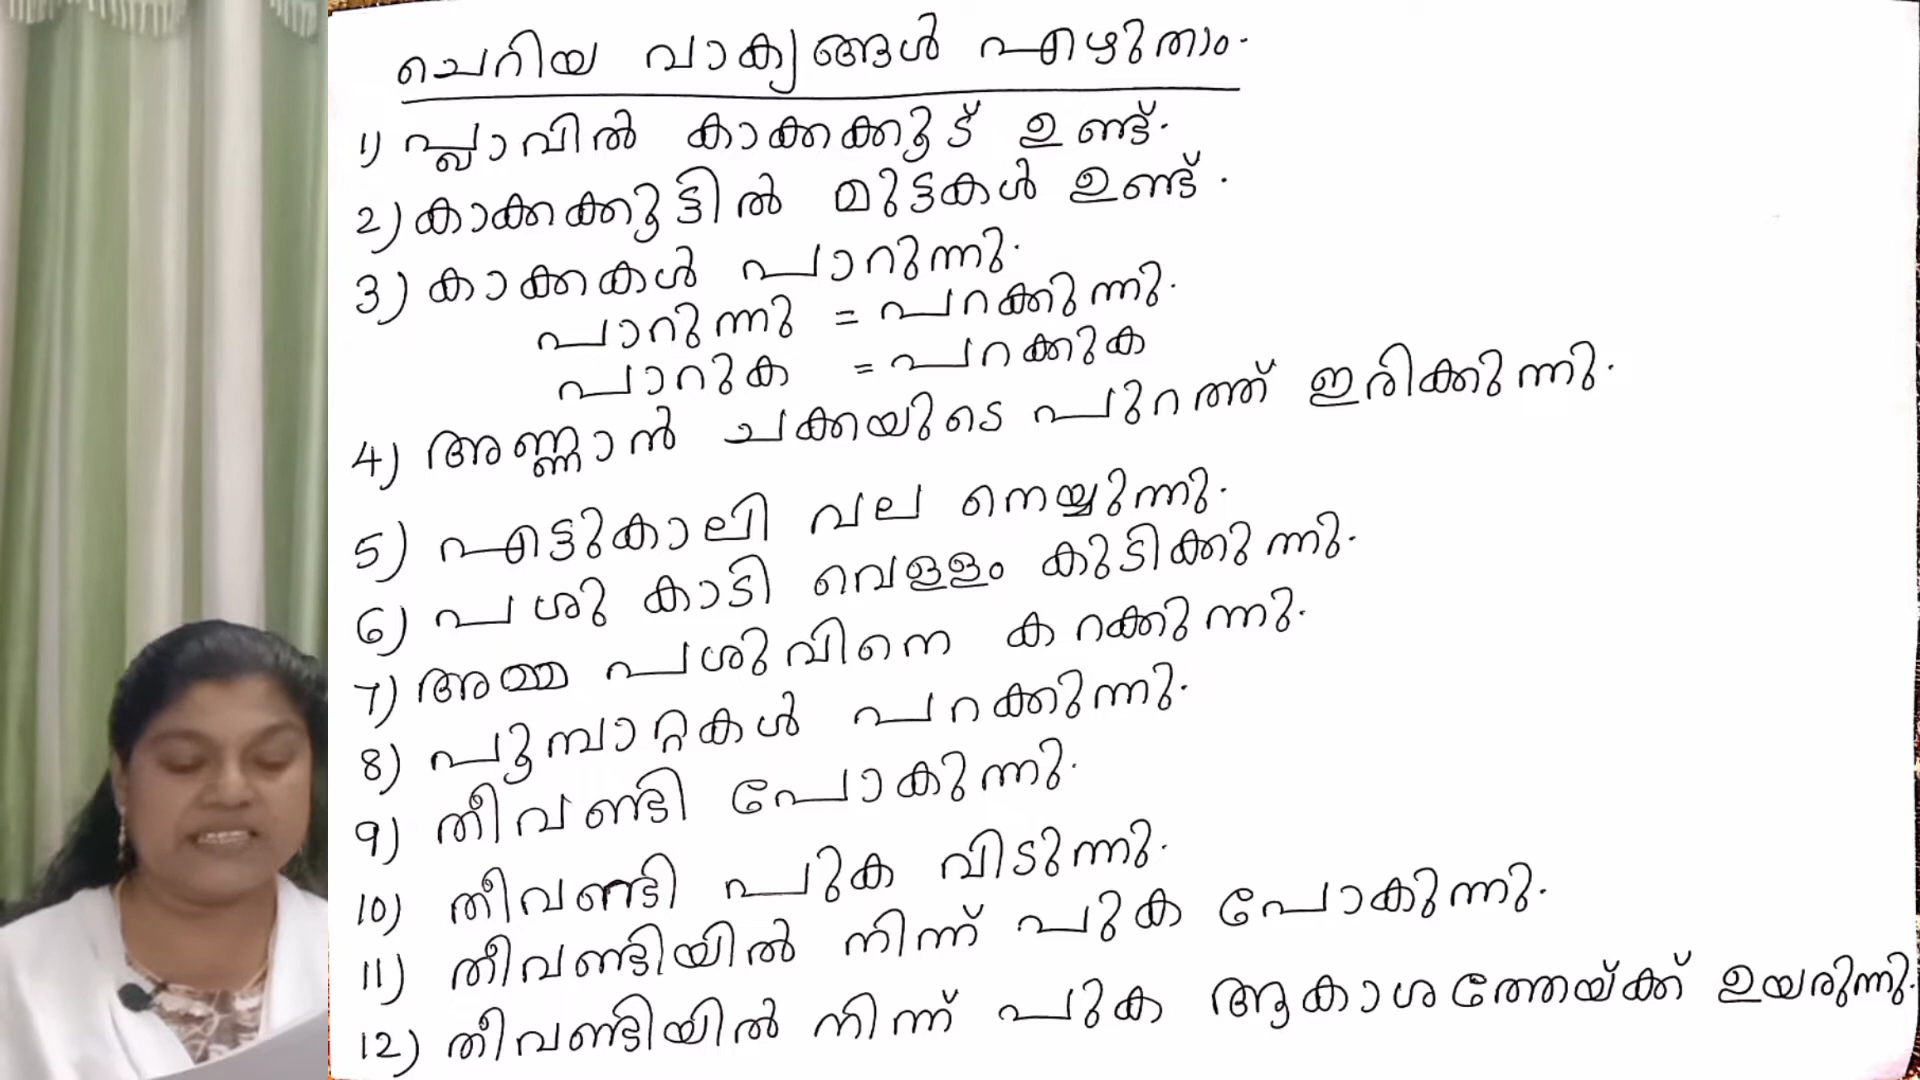 ചെറിയ വാക്യങ്ങൾ എഴുതാം.
1) പ്ലാവിൽ കാക്കക്കൂട് ഉണ്ട്.
2) കാക്കക്കൂട്ടിൽ മുട്ടകൾ ഉണ്ട്.
3) കാക്കകൾ പാറുന്നു.
പാറുന്നു = പറക്കുന്നു.
പാറുക = പറക്കുക
4) അണ്ണാൻ ചക്കയുടെ പുറത്ത് ഇരിക്കുന്നു.
5) എട്ടുകാലി വല നെയ്യുന്നു.
6) പശു കാടി വെള്ളം കുടിക്കുന്നു.
7) അമ്മ പശുവിനെ കറക്കുന്നു.
8) പൂമ്പാറ്റകൾ പറക്കുന്നു.
9) തീവണ്ടി പോകുന്നു.
10) തീവണ്ടി പുക വിടുന്നു.
11) തീവണ്ടിയിൽ നിന്ന് പുക പോകുന്നു.
12) തീവണ്ടിയിൽ നിന്ന് പുക ആകാശത്തേയ്ക്ക് ഉയരുന്നു.